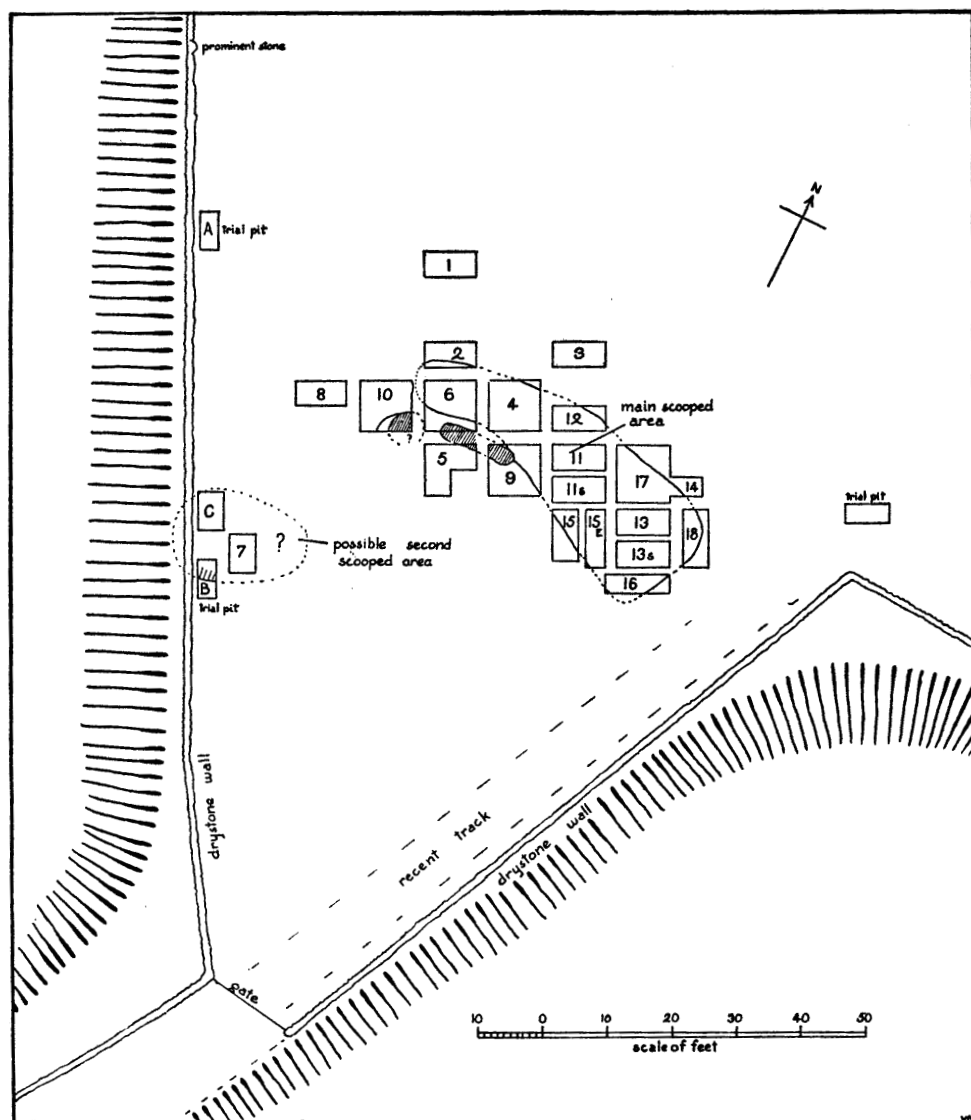 prominent stone
N
A
Trial pit
1
2
3
8
10
6
4
12
main scooped
area
5
9
11
11s
17
14
Trial pit
C
7
?
possible second
scooped area
B
Trial pit
15
15
E
13
18
13s
16
drystone wall
recent track
drystone wall
gate
10 0 10 20 30 40 50
scale of feet